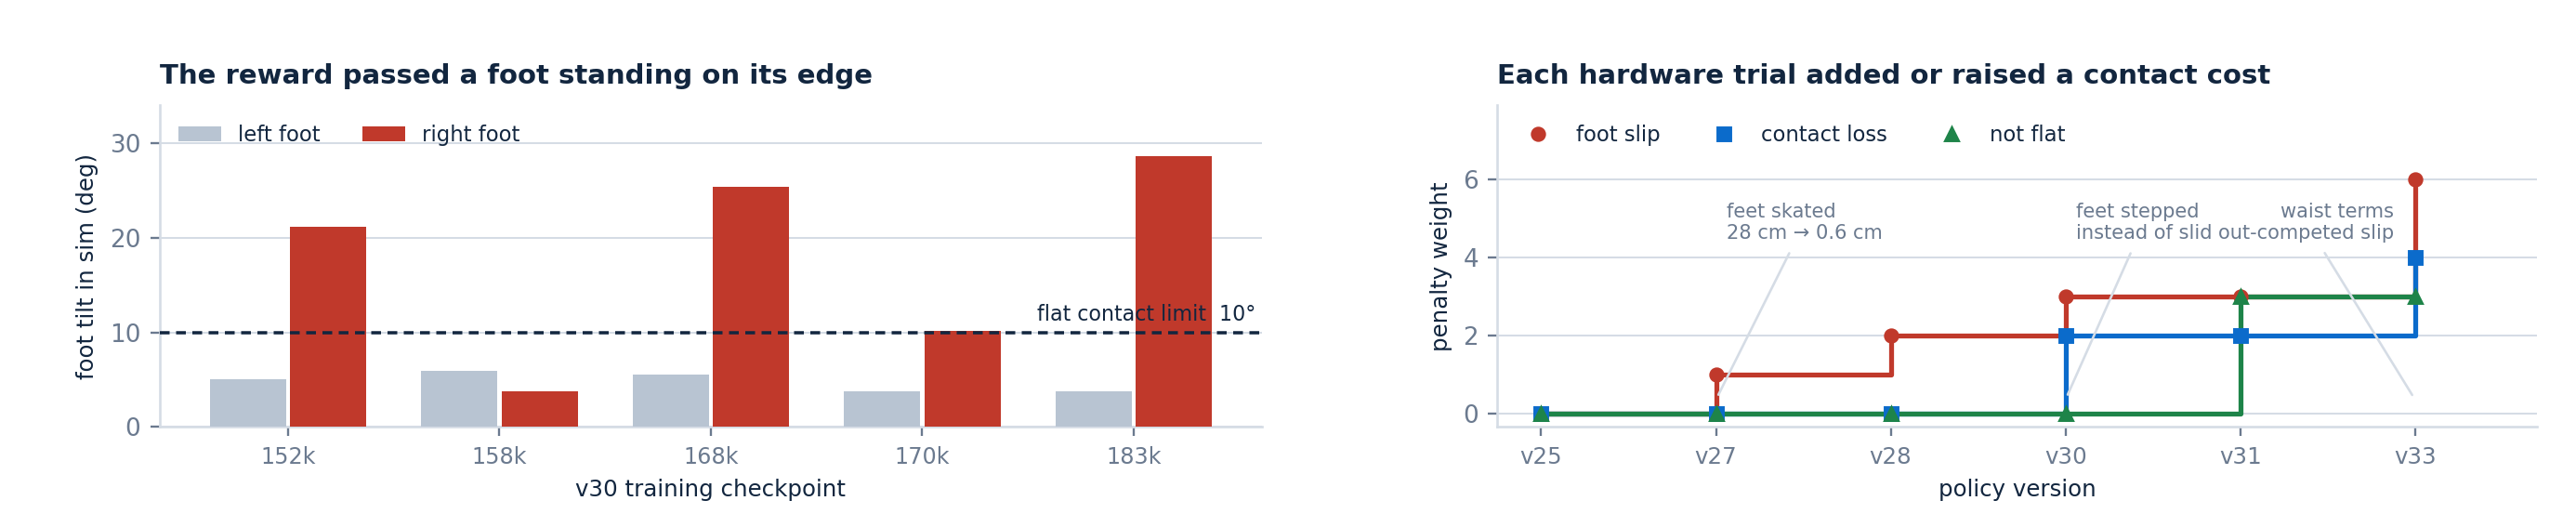 The reward passed a foot standing on its edge
left foot
right foot
foot tilt in sim (deg)
30
20
10
0
flat contact limit 10°
152k
158k
168k
170k
183k
v30 training checkpoint
Each hardware trial added or raised a contact cost
foot slip
contact loss
not flat
penalty weight
6
4
2
0
feet skated
28 cm → 0.6 cm
feet stepped
instead of slid
waist terms
out-competed slip
v25
v27
v28
v30
v31
v33
policy version